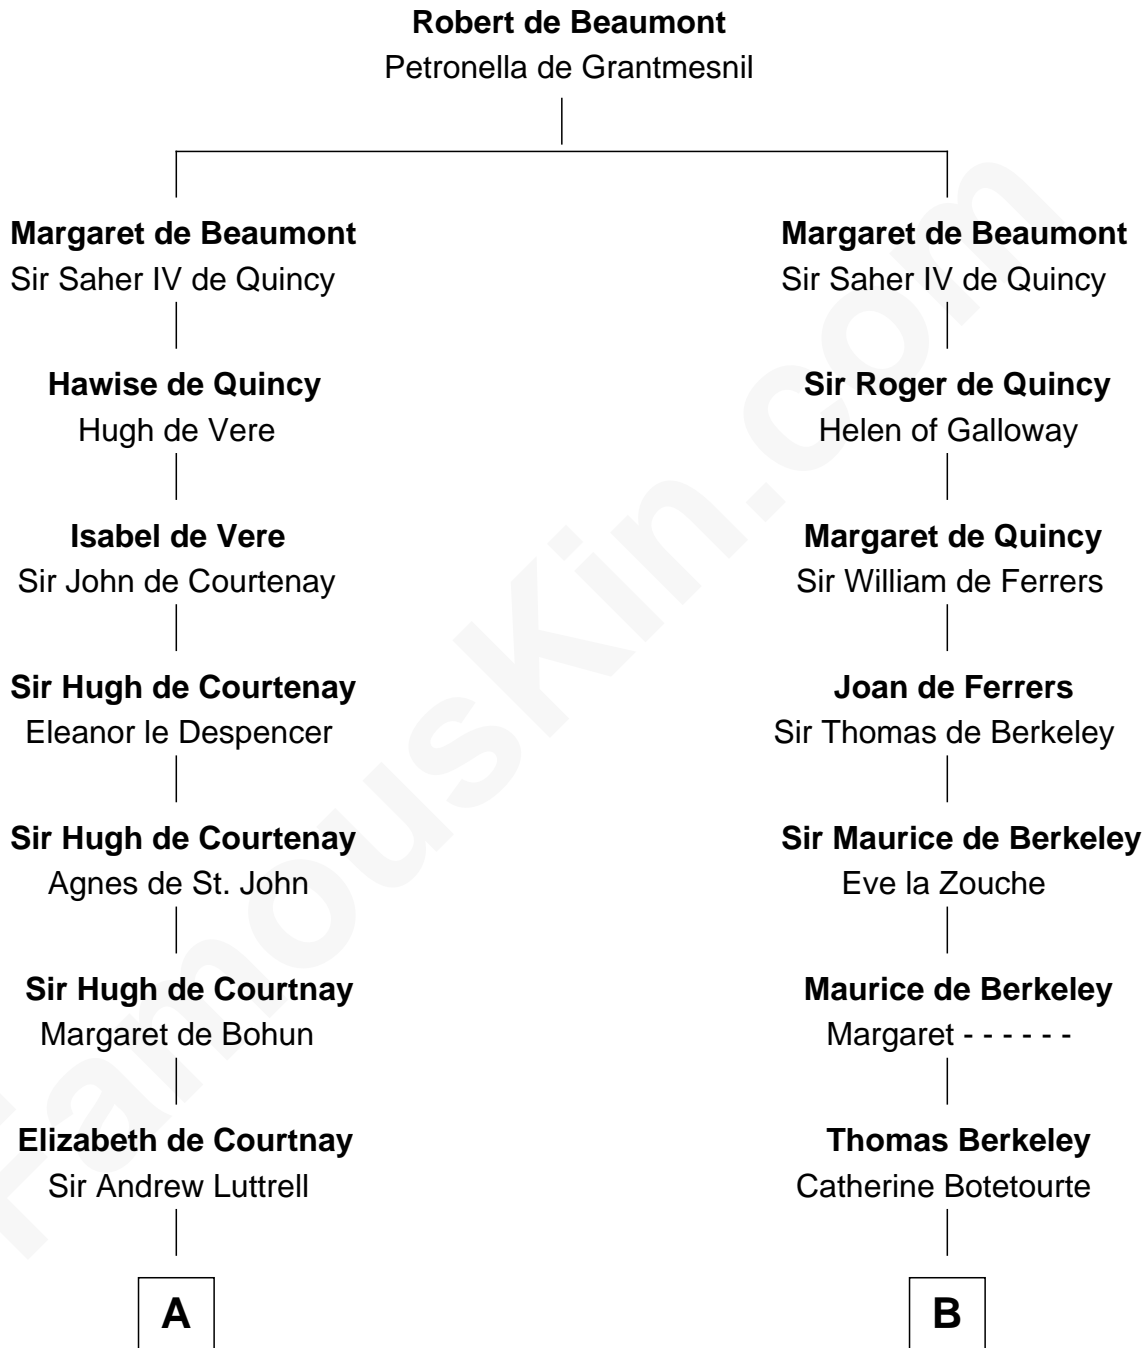 Robert de Beaumont
Petronella de Grantmesnil
Margaret de Beaumont
Sir Saher IV de Quincy
Margaret de Beaumont
Sir Saher IV de Quincy
Hawise de Quincy
Hugh de Vere
Sir Roger de Quincy
Helen of Galloway
Isabel de Vere
Sir John de Courtenay
Margaret de Quincy
Sir William de Ferrers
Sir Hugh de Courtenay
Eleanor le Despencer
Joan de Ferrers
Sir Thomas de Berkeley
Sir Hugh de Courtenay
Agnes de St. John
Sir Maurice de Berkeley
Eve la Zouche
Sir Hugh de Courtnay
Margaret de Bohun
Maurice de Berkeley
Margaret - - - - - -
Elizabeth de Courtnay
Sir Andrew Luttrell
Thomas Berkeley
Catherine Botetourte
A
B
FamousKin.com